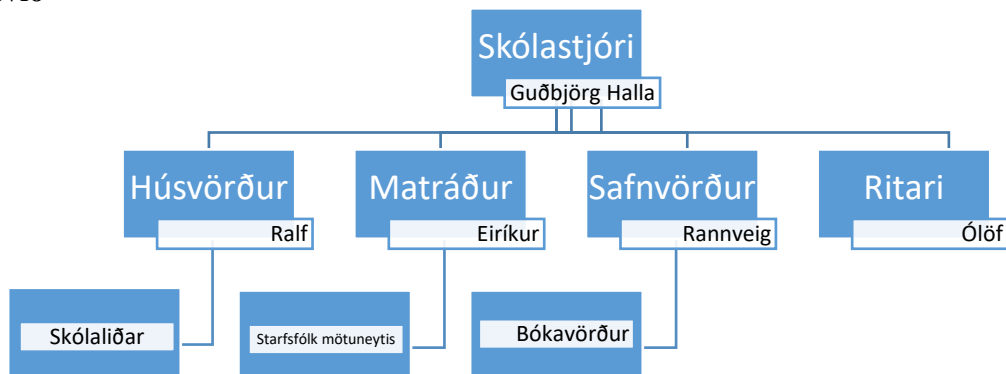 Skólastjóri
Guðbjörg Halla
Húsvörður
Ralf
Matráður
Eiríkur
Safnvörður
Rannveig
Ritari
Ólöf
Skólaliðar
Starfsfólk mötuneytis
Bókavörður